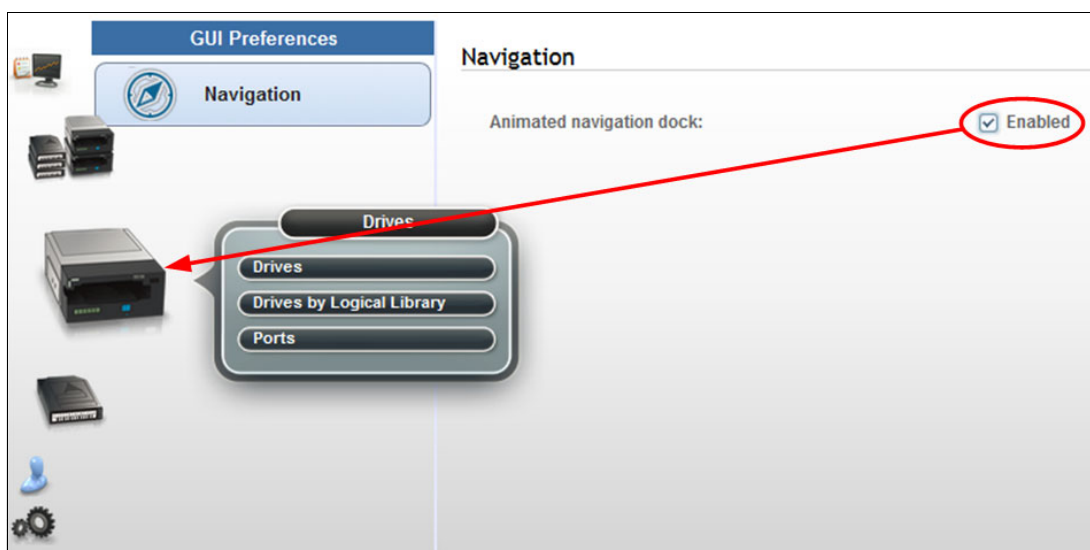 GUI Preferences
Navigation
Navigation
Animated navigation dock:
Enabled
Drives
Drives
Drives by Logical Library
Ports